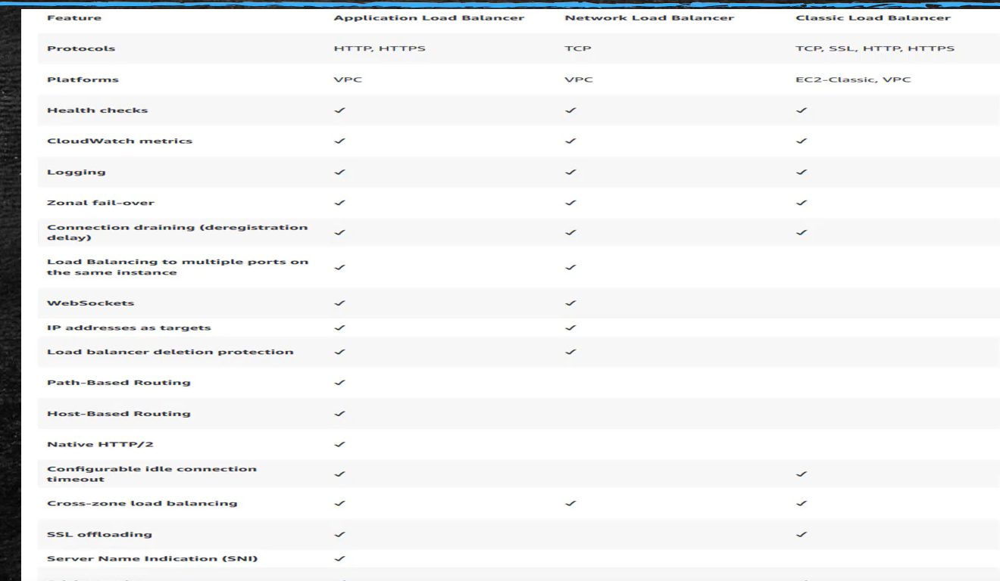 Feature Application Load Balancer Network Load Balancer Classic Load Balancer
Protocols HTTP, HTTPS TCP TCP, SSL, HTTP, HTTPS
Platforms VPC VPC EC2-Classic, VPC
Health checks ✓ ✓ ✓
CloudWatch metrics ✓ ✓ ✓
Logging ✓ ✓ ✓
Zonal fail-over ✓ ✓ ✓
Connection draining (deregistration
delay) ✓ ✓ ✓
Load Balancing to multiple ports on
the same instance ✓ ✓
WebSockets ✓ ✓
IP addresses as targets ✓ ✓
Load balancer deletion protection ✓ ✓
Path-Based Routing ✓
Host-Based Routing ✓
Native HTTP/2 ✓
Configurable idle connection
timeout ✓ ✓
Cross-zone load balancing ✓ ✓ ✓
SSL offloading ✓ ✓
Server Name Indication (SNI) ✓